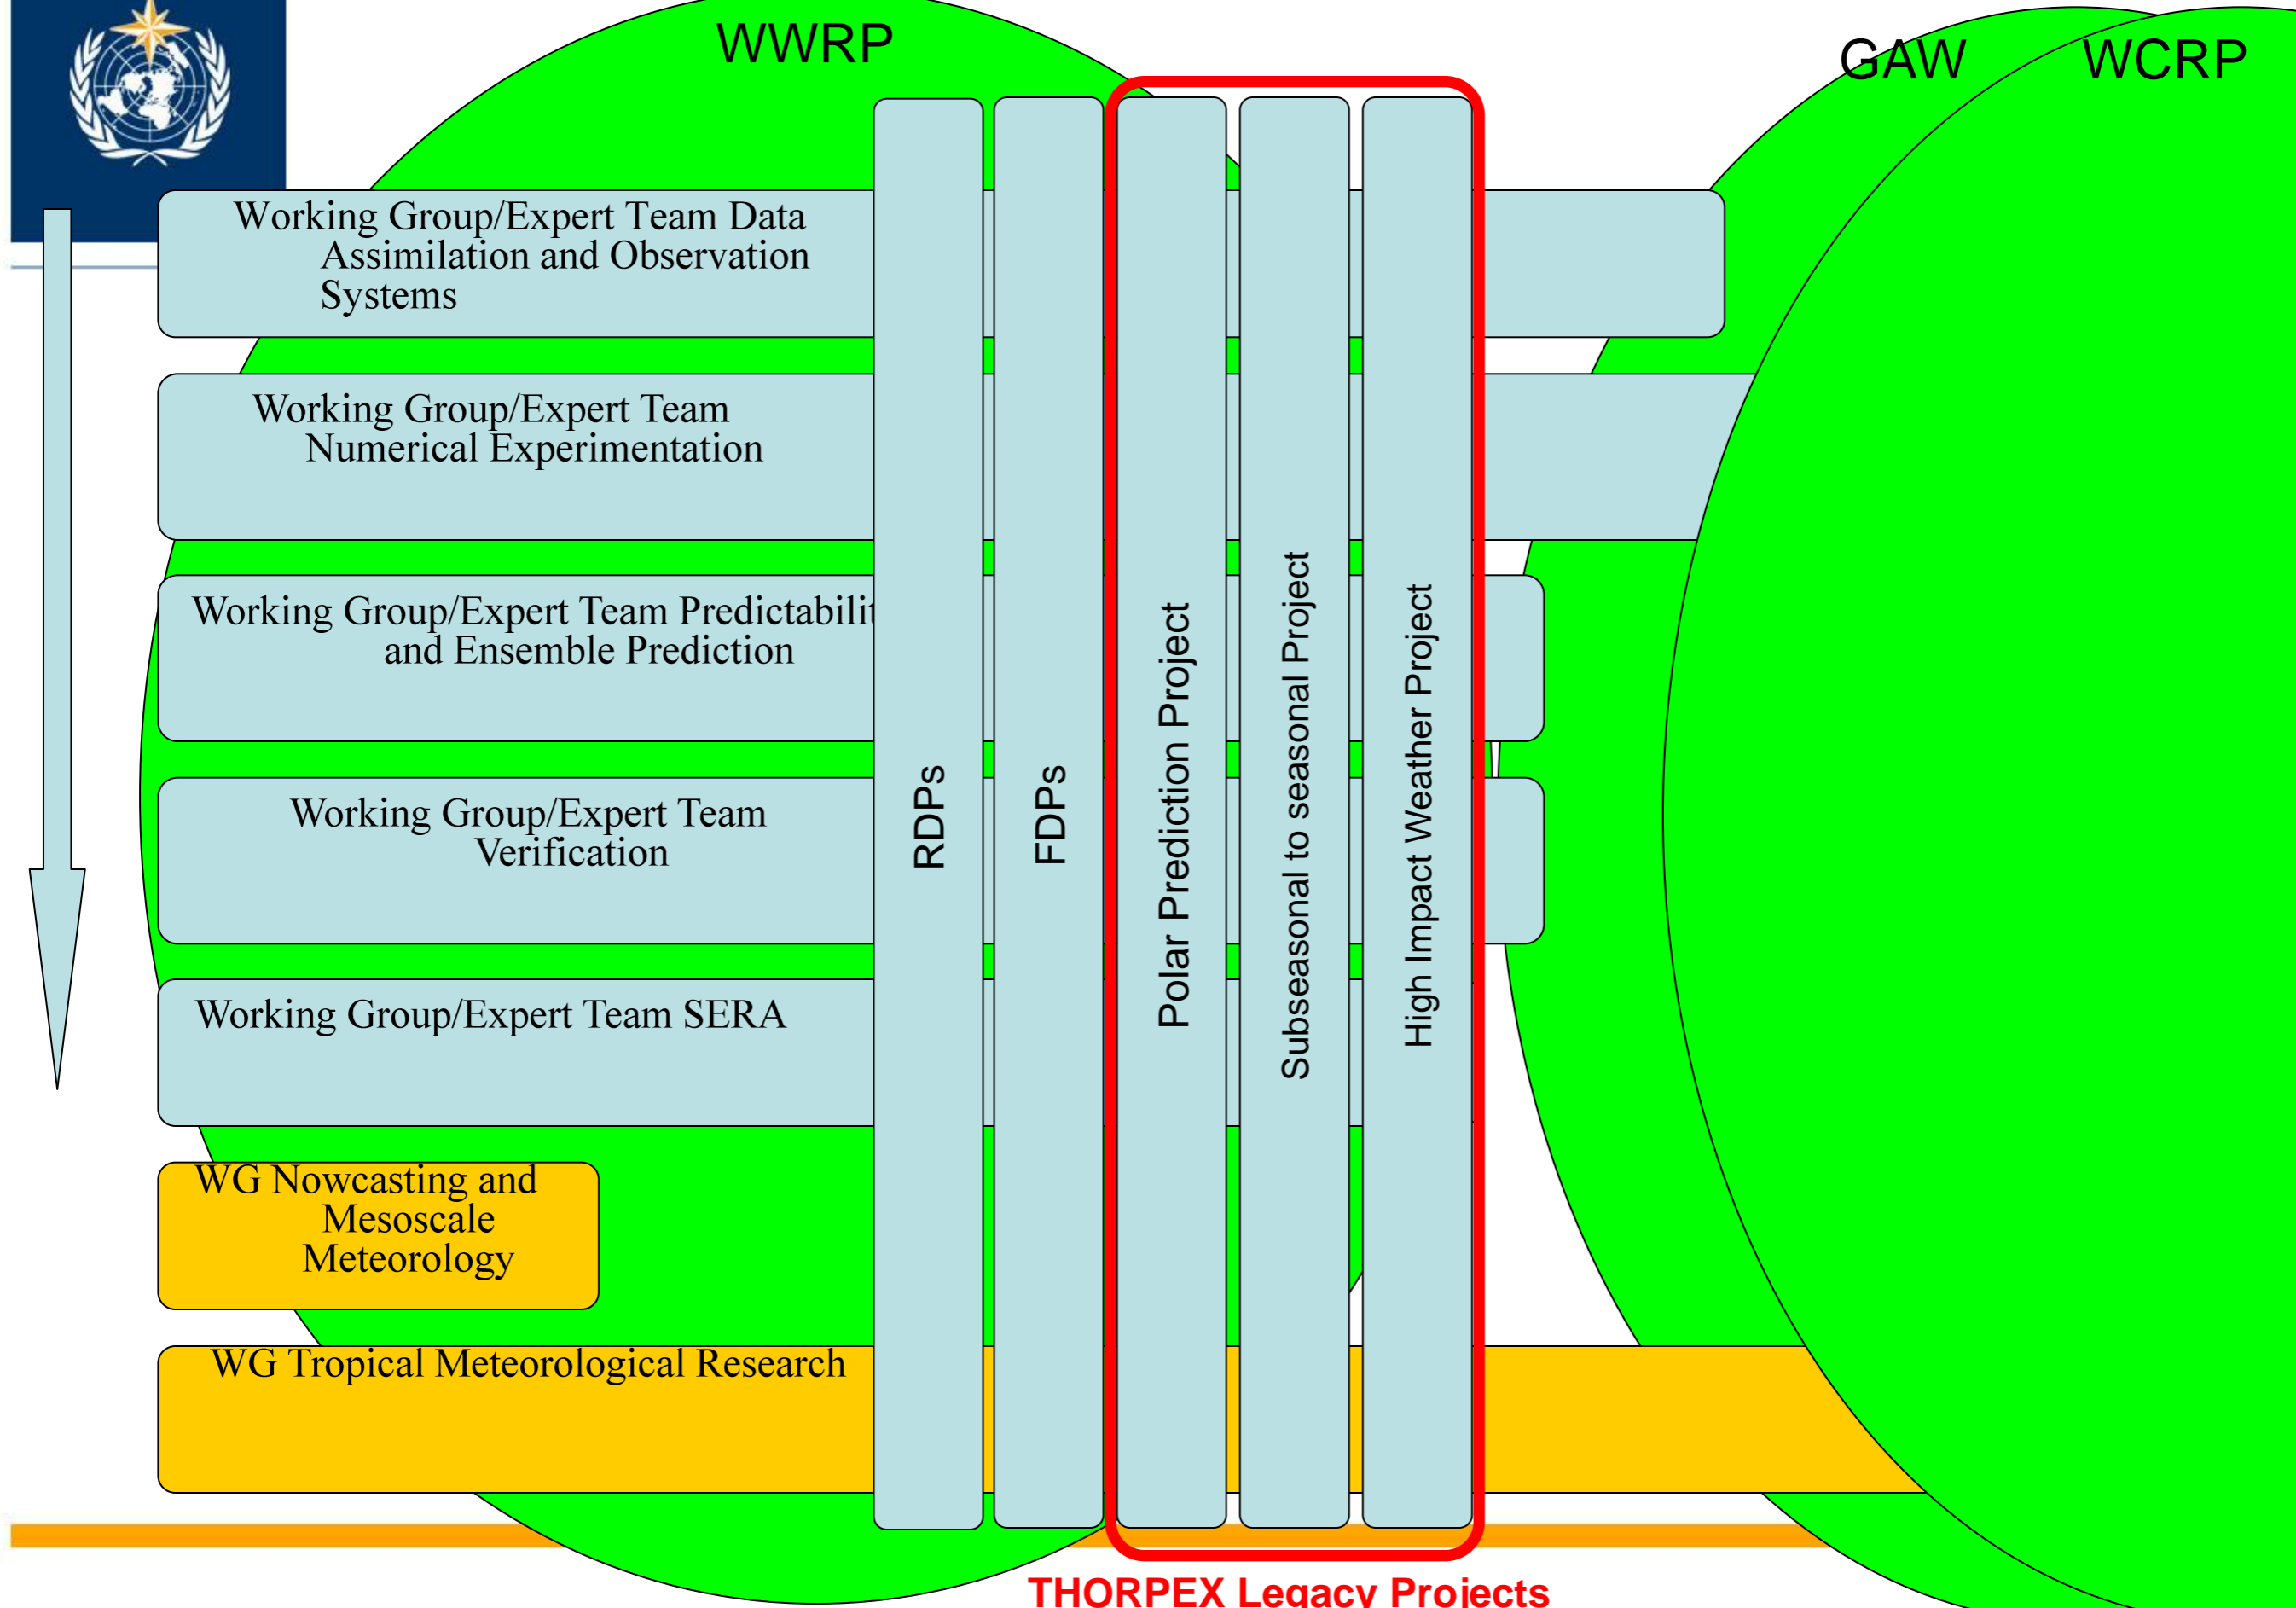 WWRP
GAW
WCRP
Working Group/Expert Team Data
Assimilation and Observation
Systems
Working Group/Expert Team
Numerical Experimentation
Working Group/Expert Team Predictabilit
and Ensemble Prediction
Working Group/Expert Team
Verification
Working Group/Expert Team SERA
WG Nowcasting and
Mesoscale
Meteorology
WG Tropical Meteorological Research
RDPs
FDPs
Polar Prediction Project
Subseasonal to seasonal Project
High Impact Weather Project
THORPEX Legacy Projects